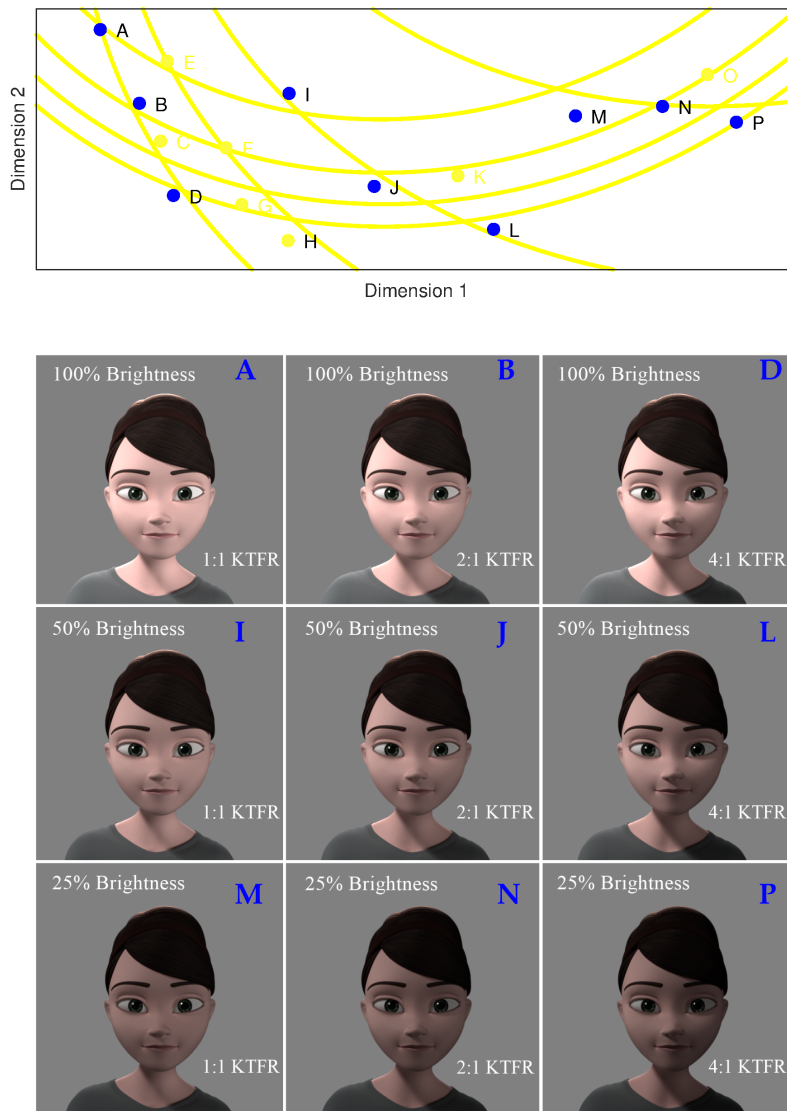 A
E
O
I
B
M
N
P
C
F
K
J
D
G
L
H
Dimension 2
Dimension 1
100% Brightness A
1:1 KTFR
100% Brightness B
2:1 KTFR
100% Brightness D
4:1 KTFR
50% Brightness I
1:1 KTFR
50% Brightness J
2:1 KTFR
50% Brightness L
4:1 KTFR
25% Brightness M
1:1 KTFR
25% Brightness N
2:1 KTFR
25% Brightness P
4:1 KTFR